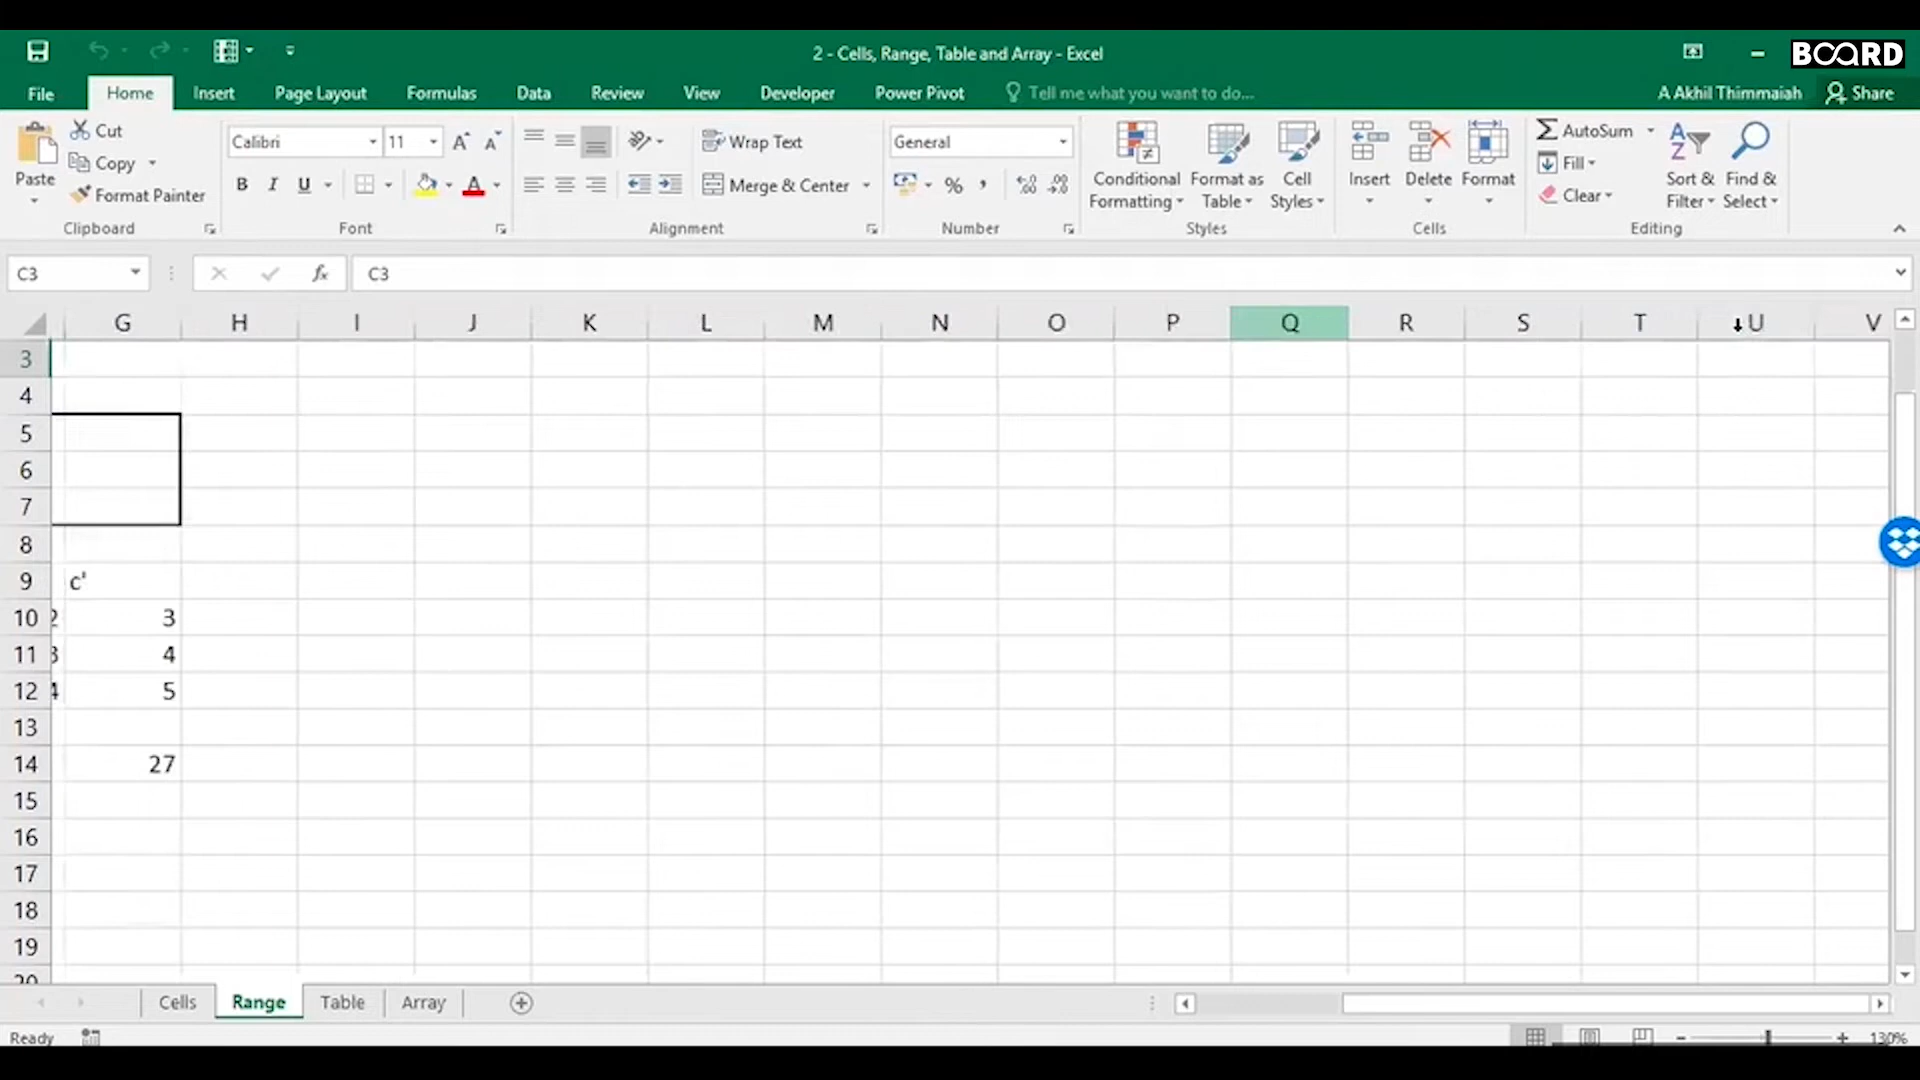 2 - Cells, Range, Table and Array - Excel
BOARD
File Home Insert Page Layout Formulas Data Review View Developer Power Pivot Tell me what you want to do... A Akhil Thimmaiah Share
Paste
Cut
Copy
Format Painter
Clipboard
Calibri 11
B I U
Font
Wrap Text
Merge & Center
Alignment
General
%
Number
Conditional Formatting
Format as Table
Cell Styles
Styles
Insert Delete Format
Cells
AutoSum
Fill
Clear
Sort & Filter
Find & Select
Editing
C3 fx C3
G H I J K L M N O P Q R S T U V
3
4
5
6
7
8
9 c'
10 2 3
11 3 4
12 4 5
13
14 27
15
16
17
18
19
20
Cells Range Table Array
Ready 130%